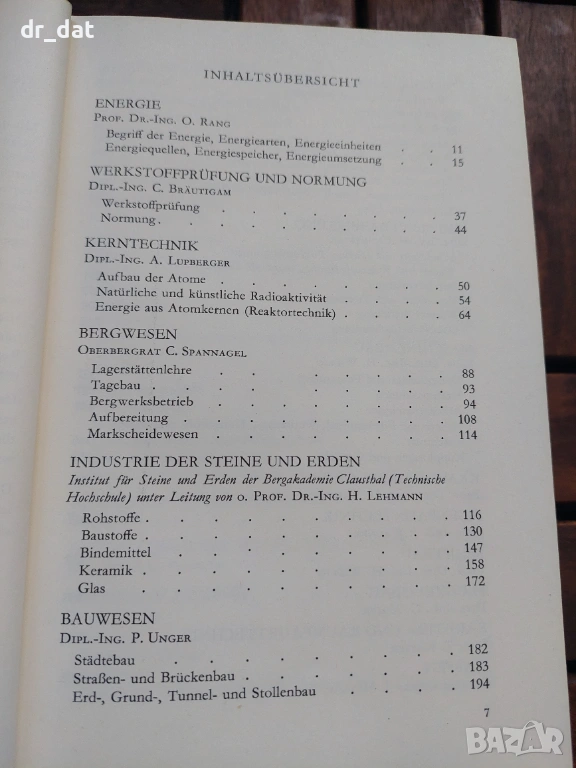 dr_dat
INHALTSÜBERSICHT
ENERGIE
PROF. DR.-ING. O. RANG
Begriff der Energie, Energiearten, Energieeinheiten . . 11
Energiequellen, Energiespeicher, Energieumsetzung . . 15
WERKSTOFFPRÜFUNG UND NORMUNG
DIPL.-ING. C. BRÄUTIGAM
Werkstoffprüfung . . . . . . . 37
Normung . . . . . . . . . 44
KERNTECHNIK
DIPL.-ING. A. LUPBERGER
Aufbau der Atome . . . . . . . 50
Natürliche und künstliche Radioaktivität . . . . 54
Energie aus Atomkernen (Reaktortechnik) . . . . 64
BERGWESEN
OBERBERGRAT C. SPANNAGEL
Lagerstättenlehre . . . . . . . 88
Tagebau . . . . . . . . . 93
Bergwerksbetrieb . . . . . . . 94
Aufbereitung . . . . . . . . 108
Markscheidewesen . . . . . . . 114
INDUSTRIE DER STEINE UND ERDEN
Institut für Steine und Erden der Bergakademie Clausthal (Technische
Hochschule) unter Leitung von O. PROF. DR.-ING. H. LEHMANN
Rohstoffe . . . . . . . . . 116
Baustoffe . . . . . . . . . 130
Bindemittel . . . . . . . . 147
Keramik . . . . . . . . . 158
Glas . . . . . . . . . . 172
BAUWESEN
DIPL.-ING. P. UNGER
Städtebau . . . . . . . . 182
Straßen- und Brückenbau . . . . . . 183
Erd-, Grund-, Tunnel- und Stollenbau . . . . 194
7
BAZAR